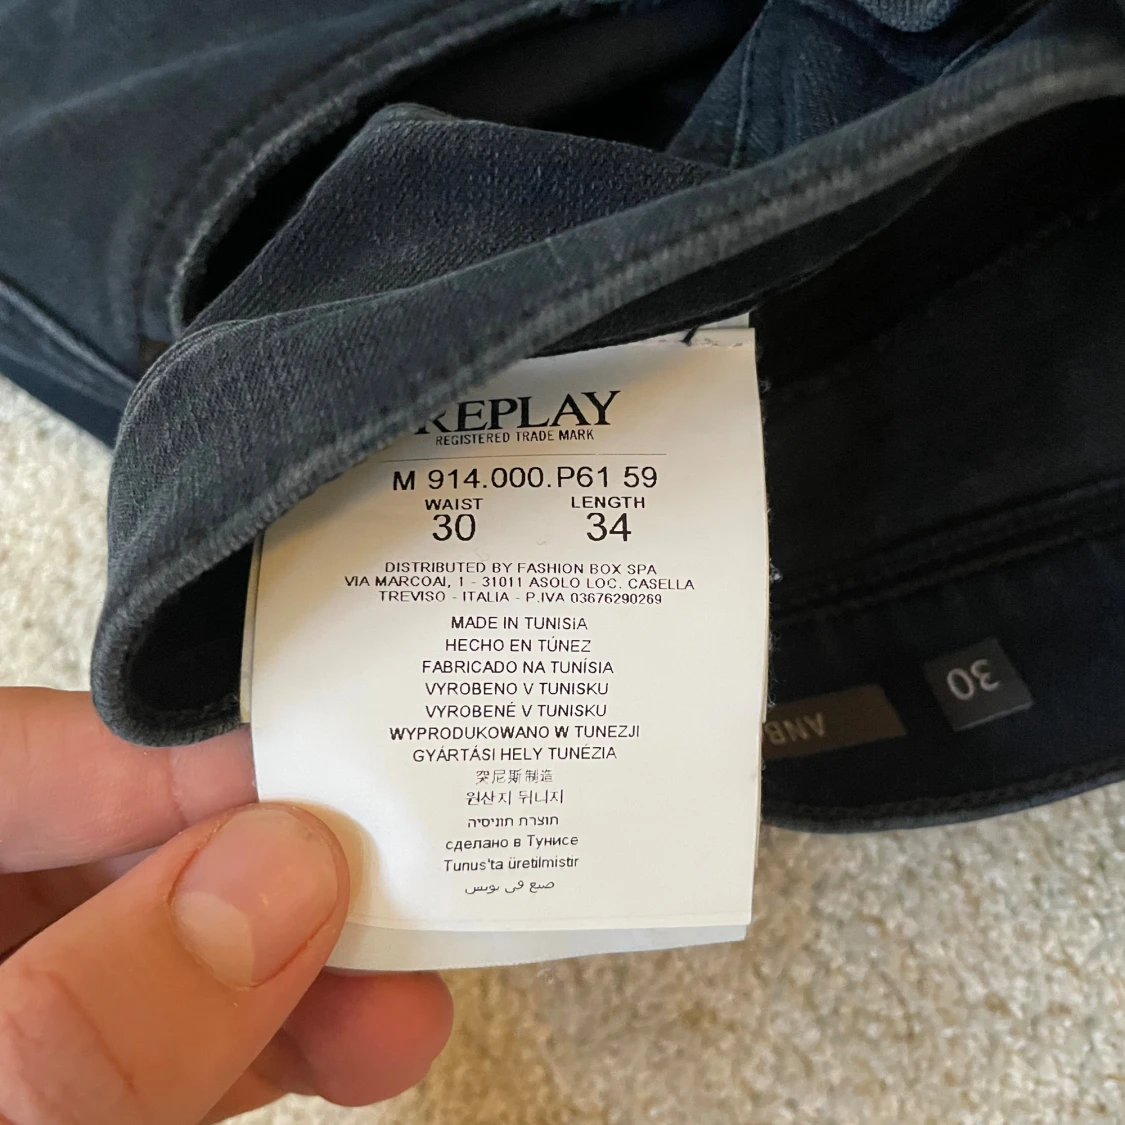 REPLAY
REGISTERED TRADE MARK
M 914.000.P61 59
WAIST LENGTH
30 34
DISTRIBUTED BY FASHION BOX SPA
VIA MARCOAI, 1 - 31011 ASOLO LOC. CASELLA
TREVISO - ITALIA - P.IVA 03676290269
MADE IN TUNISIA
HECHO EN TÚNEZ
FABRICADO NA TUNÍSIA
VYROBENO V TUNISKU
VYROBENÉ V TUNISKU
WYPRODUKOWANO W TUNEZJI
GYÁRTÁSI HELY TUNÉZIA
突尼斯制造
원산지 튀니지
תוצרת תוניסיה
сделано в Тунисе
Tunus'ta üretilmistir
صنع في تونس
30
ANB